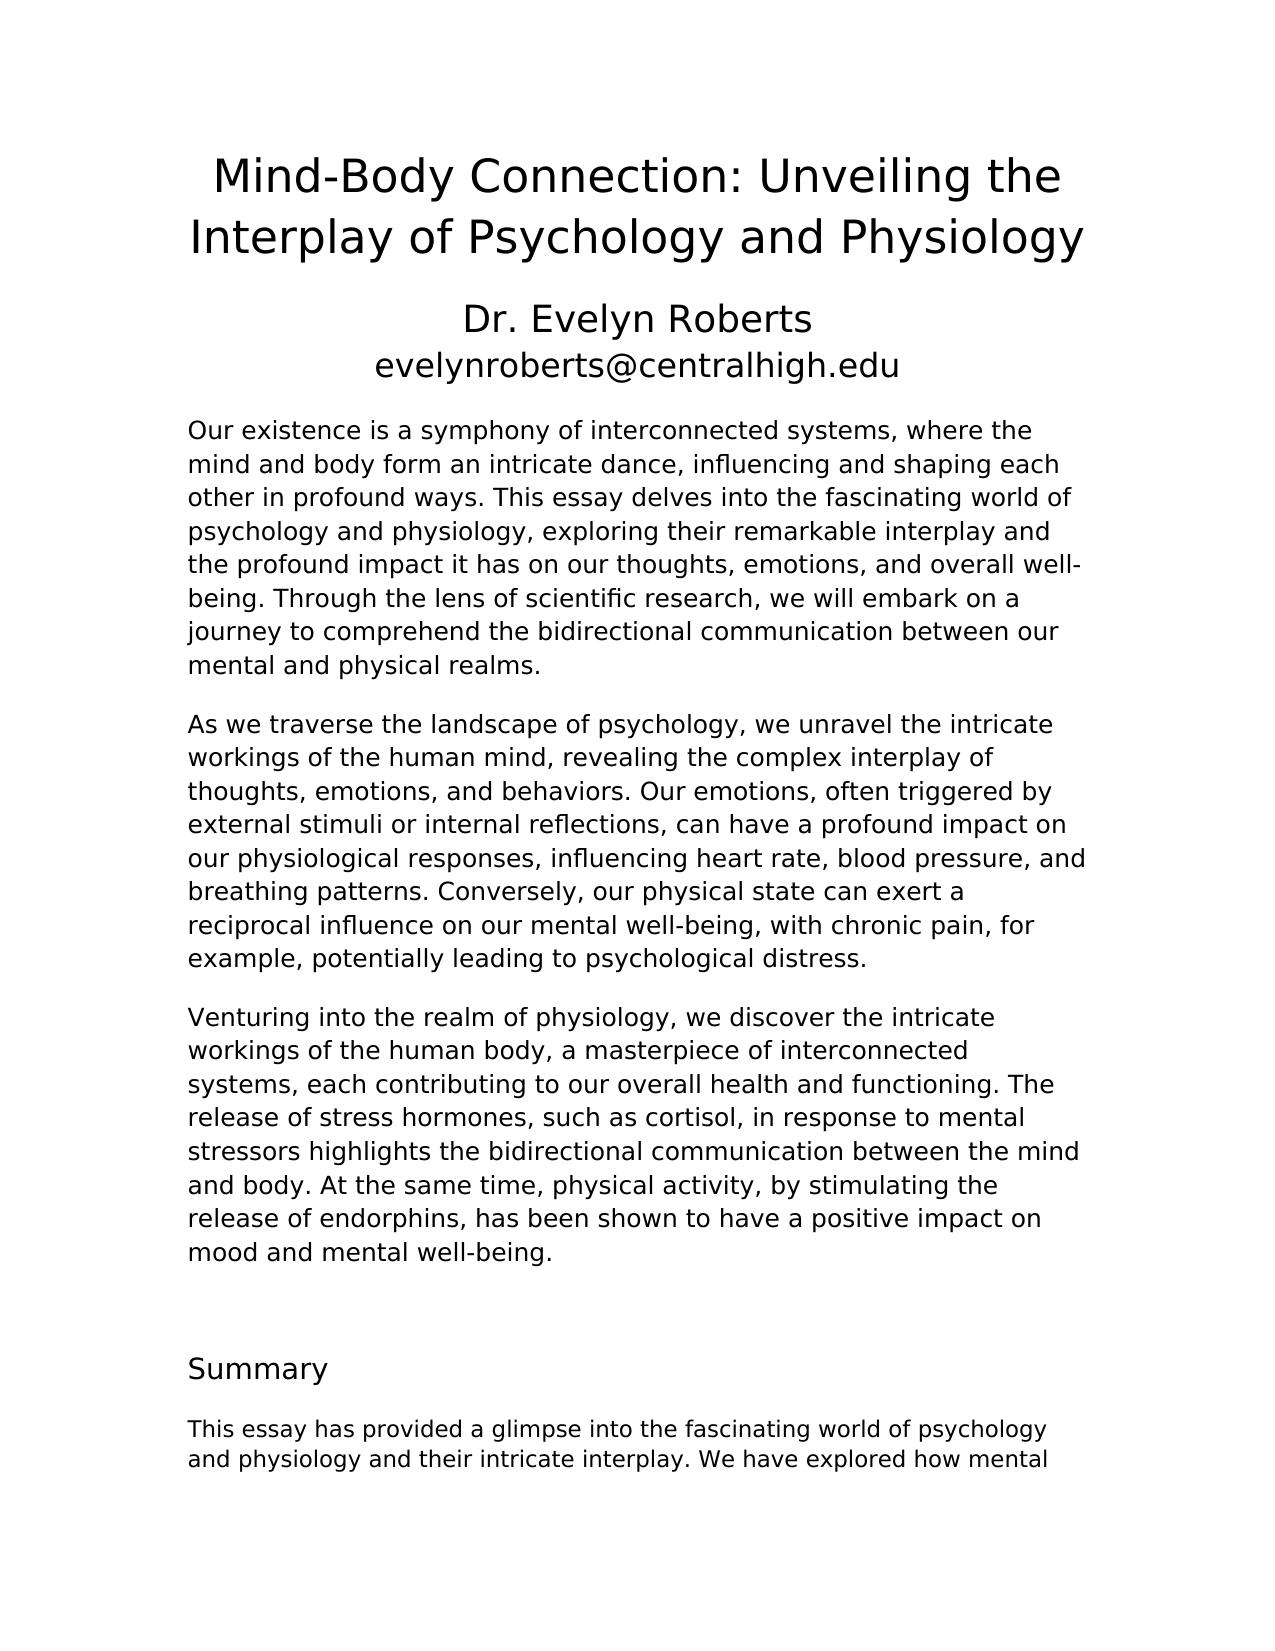 Mind-Body Connection: Unveiling the
Interplay of Psychology and Physiology
Dr. Evelyn Roberts
evelynroberts@centralhigh.edu
Our existence is a symphony of interconnected systems, where the
mind and body form an intricate dance, influencing and shaping each
other in profound ways. This essay delves into the fascinating world of
psychology and physiology, exploring their remarkable interplay and
the profound impact it has on our thoughts, emotions, and overall well-
being. Through the lens of scientific research, we will embark on a
journey to comprehend the bidirectional communication between our
mental and physical realms.
As we traverse the landscape of psychology, we unravel the intricate
workings of the human mind, revealing the complex interplay of
thoughts, emotions, and behaviors. Our emotions, often triggered by
external stimuli or internal reflections, can have a profound impact on
our physiological responses, influencing heart rate, blood pressure, and
breathing patterns. Conversely, our physical state can exert a
reciprocal influence on our mental well-being, with chronic pain, for
example, potentially leading to psychological distress.
Venturing into the realm of physiology, we discover the intricate
workings of the human body, a masterpiece of interconnected
systems, each contributing to our overall health and functioning. The
release of stress hormones, such as cortisol, in response to mental
stressors highlights the bidirectional communication between the mind
and body. At the same time, physical activity, by stimulating the
release of endorphins, has been shown to have a positive impact on
mood and mental well-being.
Summary
This essay has provided a glimpse into the fascinating world of psychology
and physiology and their intricate interplay. We have explored how mental